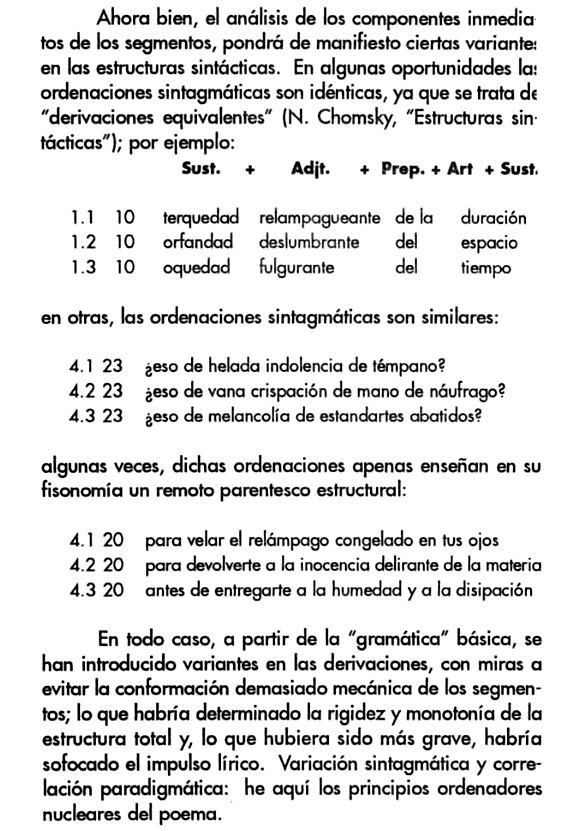 Ahora bien, el análisis de los componentes inmedia
tos de los segmentos, pondrá de manifiesto ciertas variantes
en las estructuras sintácticas. En algunas oportunidades las
ordenaciones sintagmáticas son idénticas, ya que se trata de
"derivaciones equivalentes" (N. Chomsky, "Estructuras sin-
tácticas"); por ejemplo:
Sust. + Adjt. + Prep. + Art + Sust.
1.1 10 terquedad relampagueante de la duración
1.2 10 orfandad deslumbrante del espacio
1.3 10 oquedad fulgurante del tiempo
en otras, las ordenaciones sintagmáticas son similares:
4.1 23 ¿eso de helada indolencia de témpano?
4.2 23 ¿eso de vana crispación de mano de náufrago?
4.3 23 ¿eso de melancolía de estandartes abatidos?
algunas veces, dichas ordenaciones apenas enseñan en su
fisonomía un remoto parentesco estructural:
4.1 20 para velar el relámpago congelado en tus ojos
4.2 20 para devolverte a la inocencia delirante de la materia
4.3 20 antes de entregarte a la humedad y a la disipación
En todo caso, a partir de la "gramática" básica, se
han introducido variantes en las derivaciones, con miras a
evitar la conformación demasiado mecánica de los segmen-
tos; lo que habría determinado la rigidez y monotonía de la
estructura total y, lo que hubiera sido más grave, habría
sofocado el impulso lírico. Variación sintagmática y corre-
lación paradigmática: he aquí los principios ordenadores
nucleares del poema.